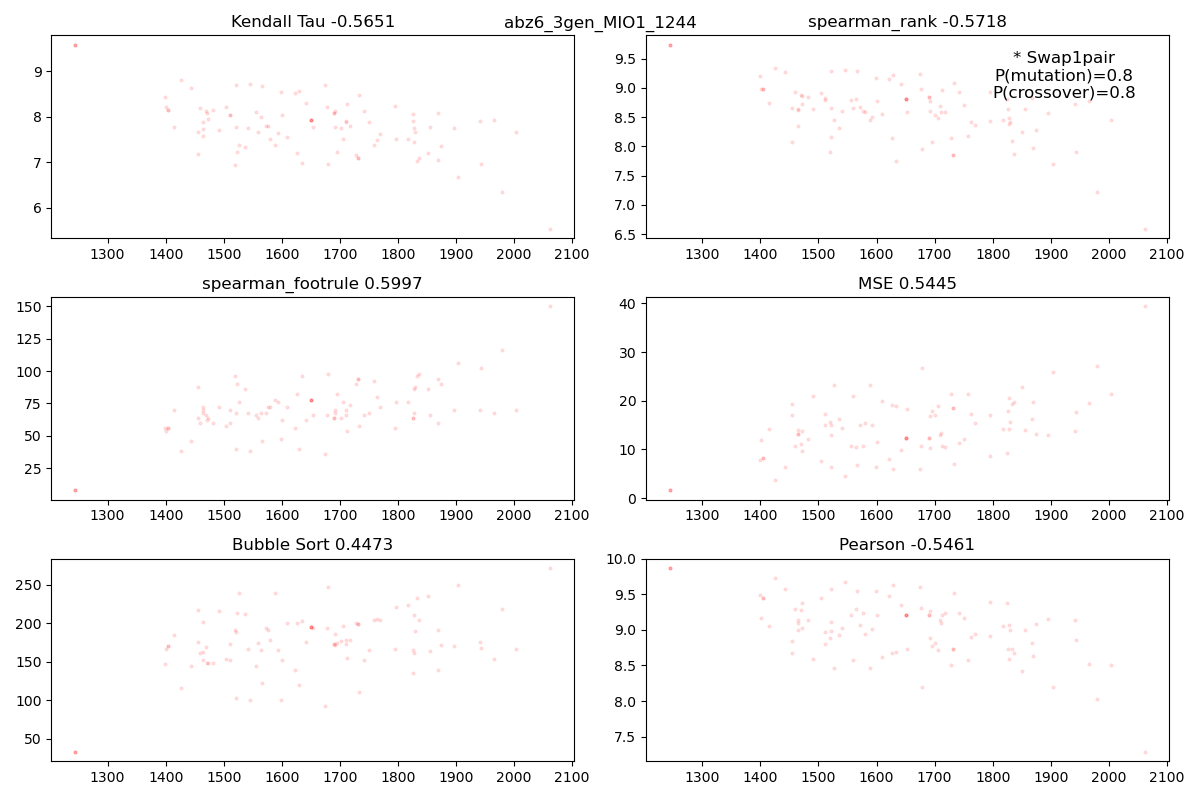 abz6_3gen_MIO1_1244
Kendall Tau -0.5651
9
8
7
6
1300 1400 1500 1600 1700 1800 1900 2000 2100
spearman_rank -0.5718
* Swap1pair
P(mutation)=0.8
P(crossover)=0.8
9.5
9.0
8.5
8.0
7.5
7.0
6.5
1300 1400 1500 1600 1700 1800 1900 2000 2100
spearman_footrule 0.5997
150
125
100
75
50
25
1300 1400 1500 1600 1700 1800 1900 2000 2100
MSE 0.5445
40
30
20
10
0
1300 1400 1500 1600 1700 1800 1900 2000 2100
Bubble Sort 0.4473
250
200
150
100
50
1300 1400 1500 1600 1700 1800 1900 2000 2100
Pearson -0.5461
10.0
9.5
9.0
8.5
8.0
7.5
1300 1400 1500 1600 1700 1800 1900 2000 2100